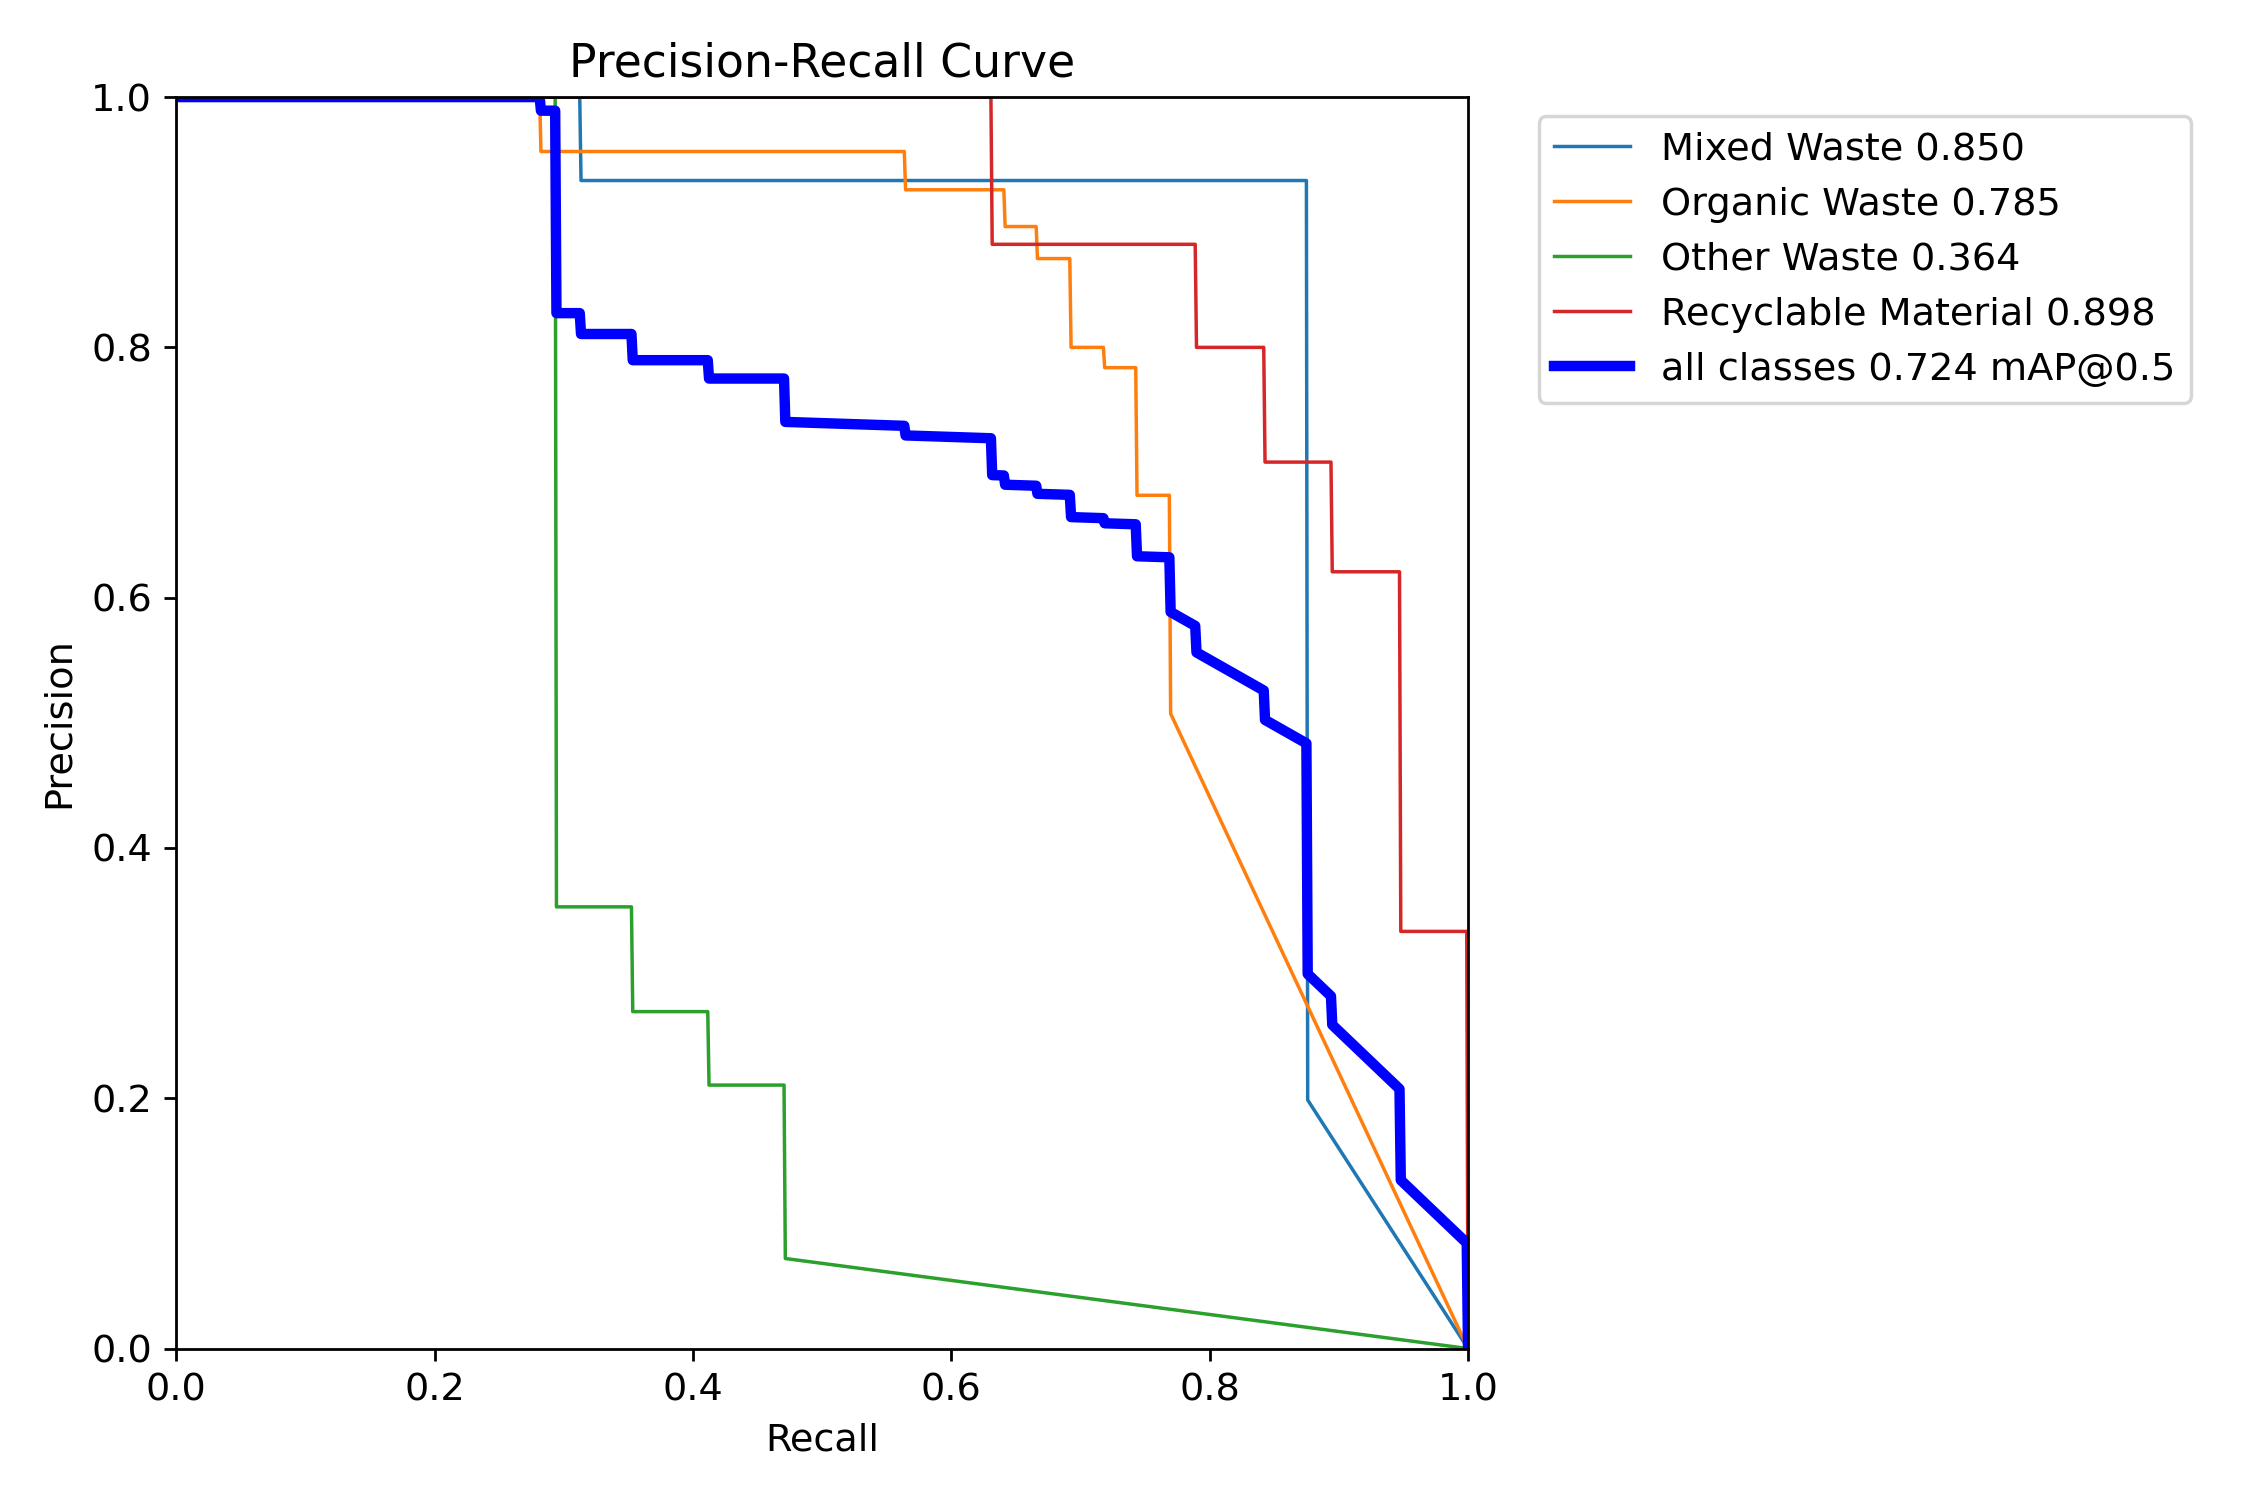 Precision-Recall Curve
1.0
0.8
0.6
0.4
0.2
0.0
Precision
0.0 0.2 0.4 0.6 0.8 1.0
Recall
Mixed Waste 0.850
Organic Waste 0.785
Other Waste 0.364
Recyclable Material 0.898
all classes 0.724 mAP@0.5